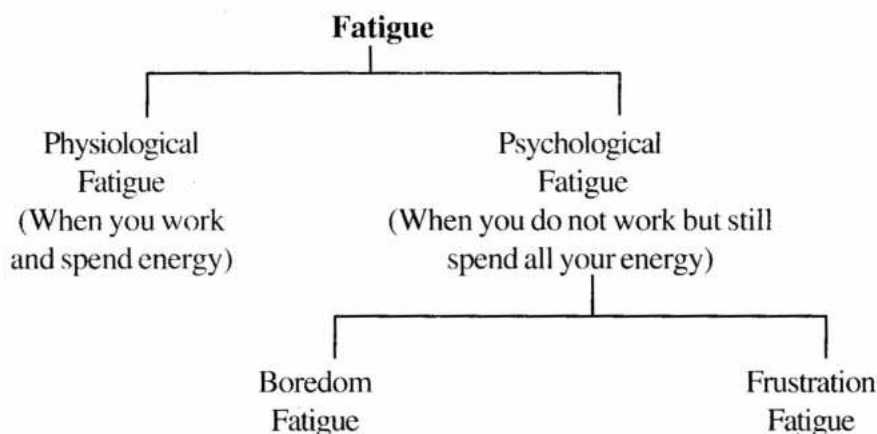 Fatigue
Physiological
Fatigue
(When you work
and spend energy)
Psychological
Fatigue
(When you do not work but still
spend all your energy)
Boredom
Fatigue
Frustration
Fatigue